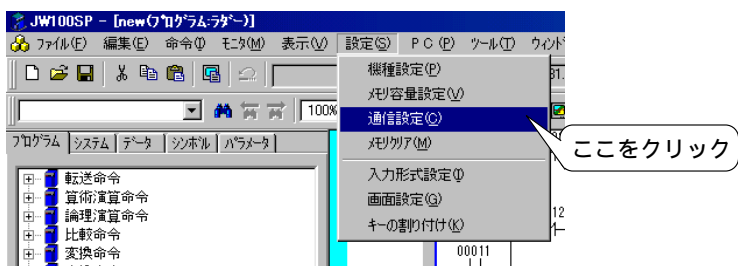 JW100SP - [new(ﾌﾟﾛｸﾞﾗﾑ:ﾗﾀﾞｰ)]
ﾌｧｲﾙ(F) 編集(E) 命令(I) ﾓﾆﾀ(M) 表示(V) 設定(S) PC(P) ﾂｰﾙ(T) ｳｨﾝﾄﾞ
機種設定(P)
ﾒﾓﾘ容量設定(V)
100%
通信設定(C)
ここをクリック
ﾌﾟﾛｸﾞﾗﾑ ｼｽﾃﾑ ﾃﾞｰﾀ ｼﾝﾎﾞﾙ ﾊﾟﾗﾒｰﾀ
ﾒﾓﾘｸﾘｱ(M)
入力形式設定(I)
画面設定(G)
キーの割り付け(K)
12
00011
転送命令
算術演算命令
論理演算命令
比較命令
変換命令